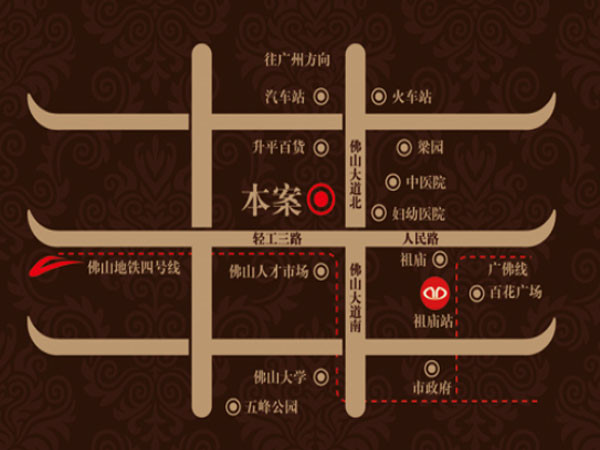 往广州方向
汽车站
火车站
升平百货
佛山大道北
梁园
中医院
本案
妇幼医院
轻工三路
人民路
佛山地铁四号线
佛山人才市场
佛山大道南
祖庙
广佛线
百花广场
祖庙站
佛山大学
市政府
五峰公园